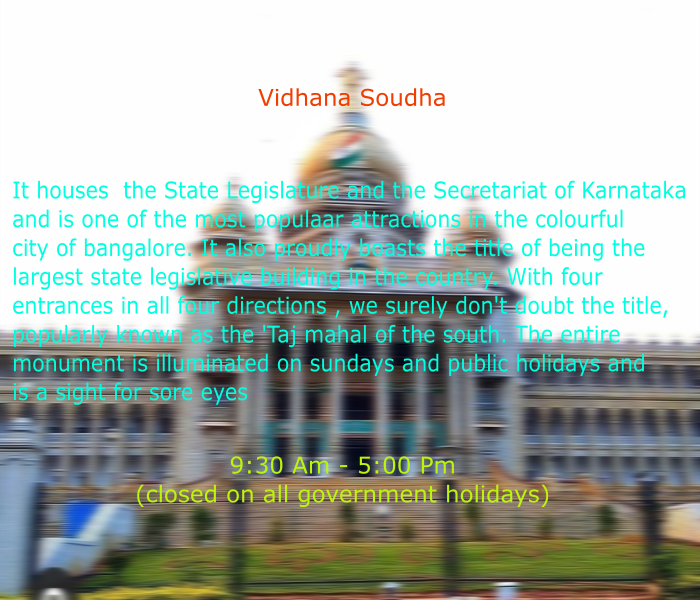 Vidhana Soudha
It houses  the State Legislature and the Secretariat of Karnataka
and is one of the most populaar attractions in the colourful
city of bangalore. It also proudly boasts the title of being the
largest state legislative building in the country. With four
entrances in all four directions , we surely don't doubt the title,
popularly known as the 'Taj mahal of the south. The entire
monument is illuminated on sundays and public holidays and
is a sight for sore eyes
9:30 Am - 5:00 Pm
(closed on all government holidays)